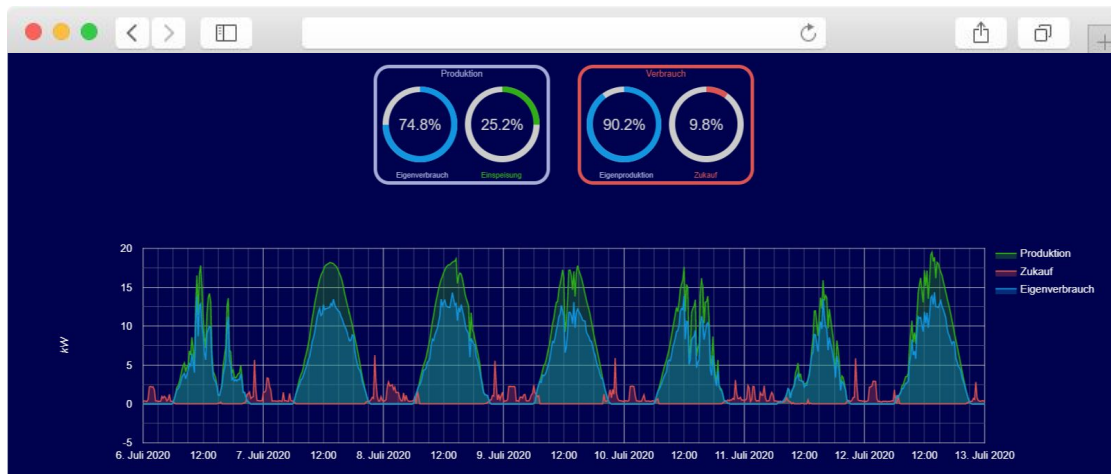 Produktion
Verbrauch
74.8%
25.2%
90.2%
9.8%
Eigenverbrauch
Einspeisung
Eigenproduktion
Zukauf
20
15
10
5
0
-5
kW
Produktion
Zukauf
Eigenverbrauch
6. Juli 2020 12:00 7. Juli 2020 12:00 8. Juli 2020 12:00 9. Juli 2020 12:00 10. Juli 2020 12:00 11. Juli 2020 12:00 12. Juli 2020 12:00 13. Juli 2020